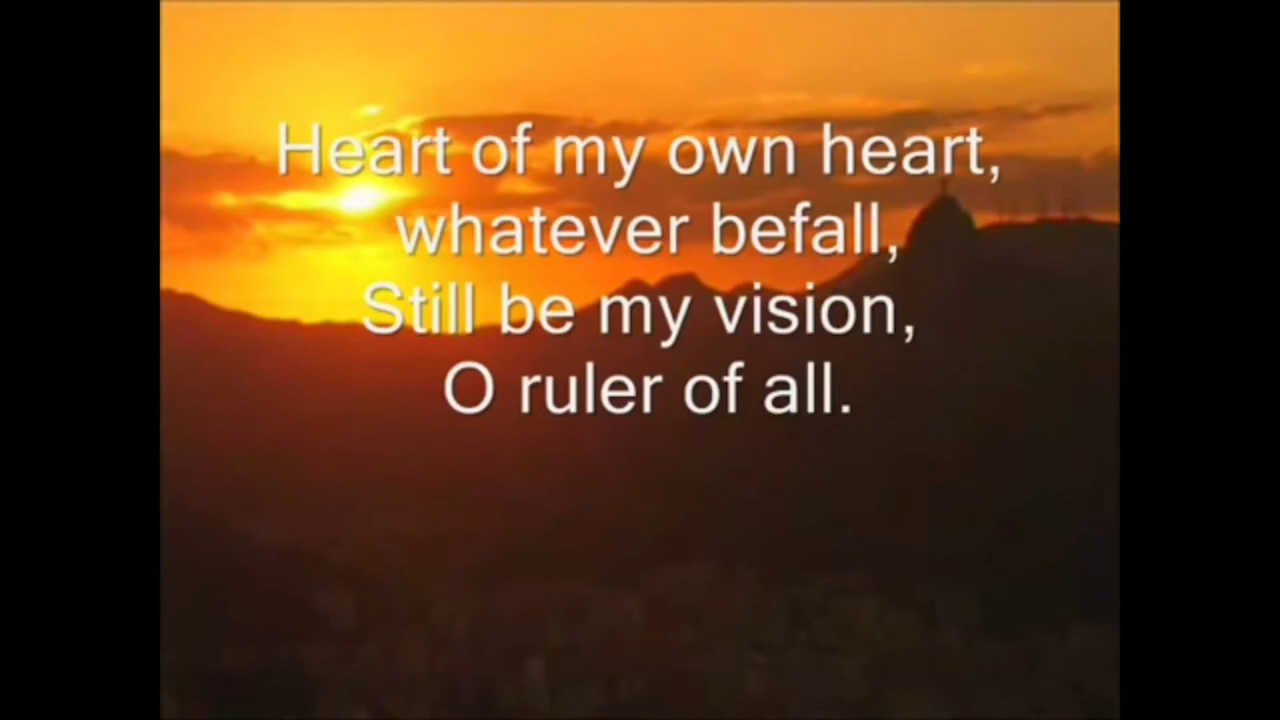 Heart of my own heart,
whatever befall,
Still be my vision,
O ruler of all.